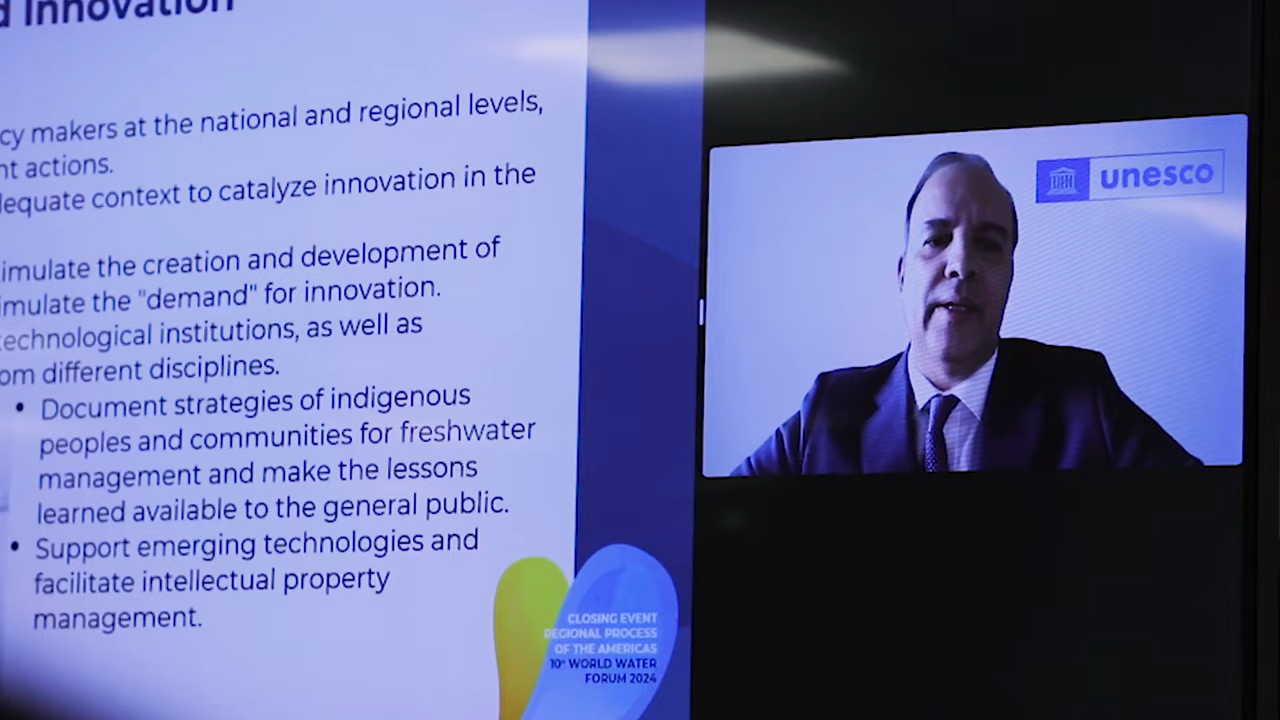 d Innovation
cy makers at the national and regional levels,
nt actions.
dequate context to catalyze innovation in the
imulate the creation and development of
imulate the "demand" for innovation.
technological institutions, as well as
om different disciplines.
• Document strategies of indigenous
peoples and communities for freshwater
management and make the lessons
learned available to the general public.
• Support emerging technologies and
facilitate intellectual property
management.
CLOSING EVENT
REGIONAL PROCESS
OF THE AMERICAS
10º WORLD WATER
FORUM 2024
unesco